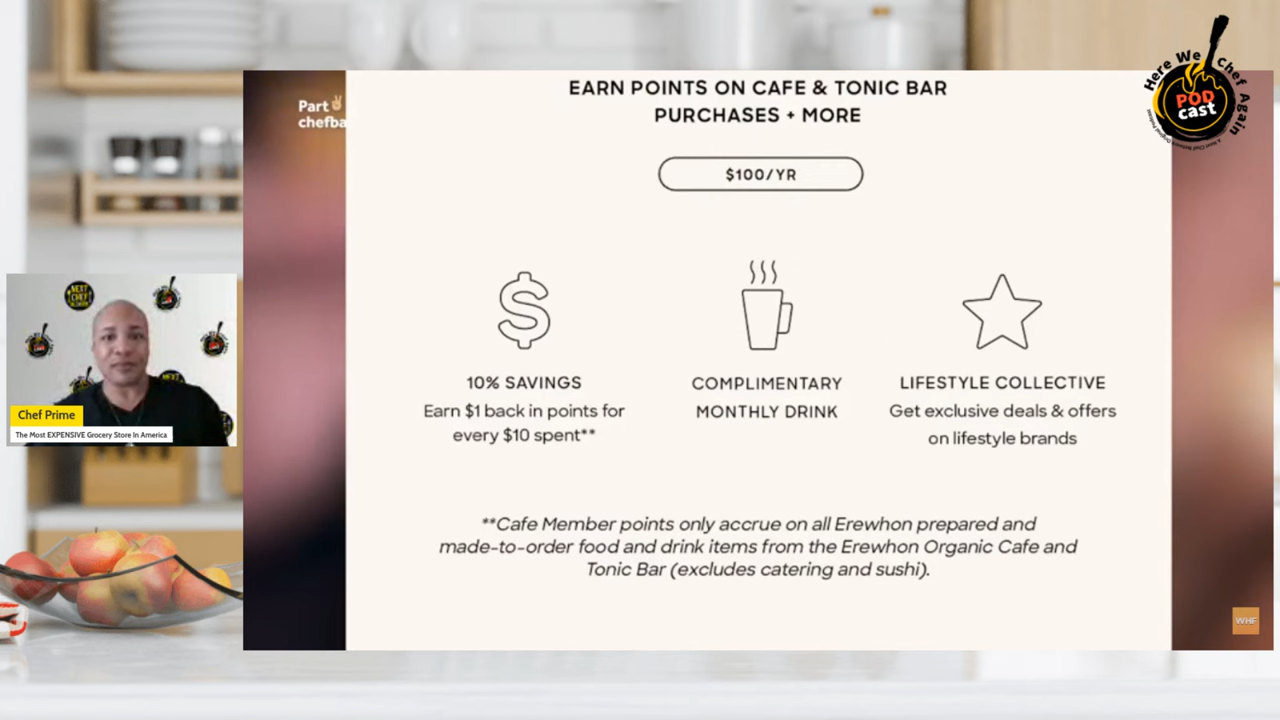 EARN POINTS ON CAFE & TONIC BAR
PURCHASES + MORE
Part
chefba
Here We Chef Again
POD
cast
$100/YR
NEXT
CHEF
10% SAVINGS
Earn $1 back in points for
every $10 spent**
COMPLIMENTARY
MONTHLY DRINK
LIFESTYLE COLLECTIVE
Get exclusive deals & offers
on lifestyle brands
Chef Prime
The Most EXPENSIVE Grocery Store In America
**Cafe Member points only accrue on all Erewhon prepared and
made-to-order food and drink items from the Erewhon Organic Cafe and
Tonic Bar (excludes catering and sushi).
WHF